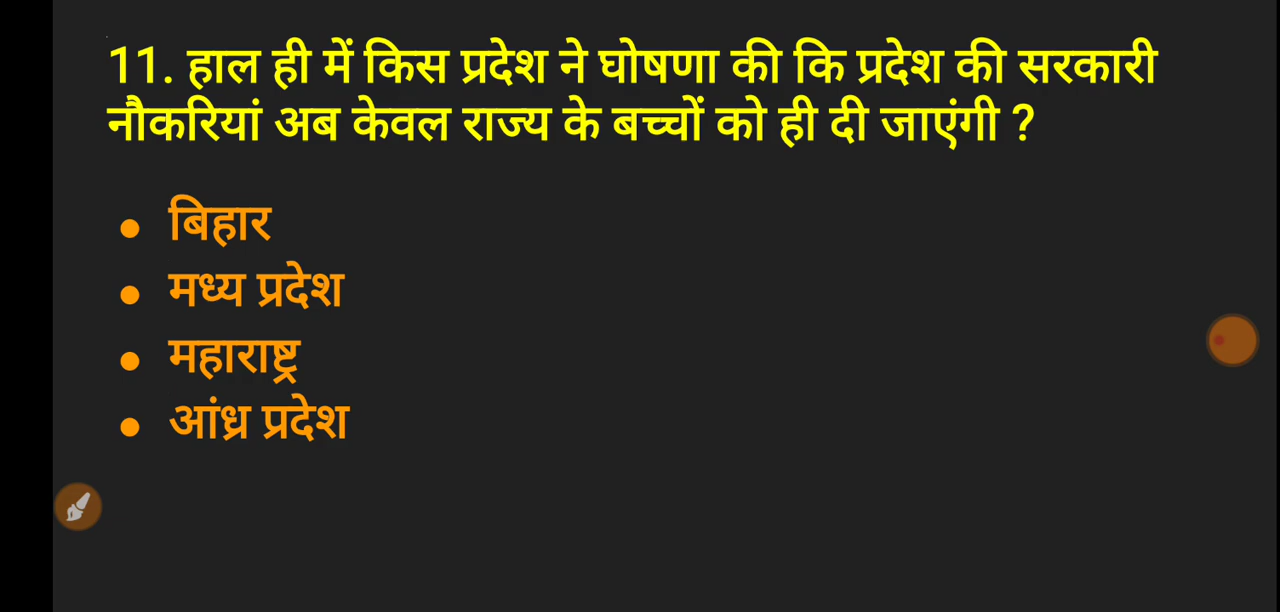 11. हाल ही में किस प्रदेश ने घोषणा की कि प्रदेश की सरकारी
नौकरियां अब केवल राज्य के बच्चों को ही दी जाएंगी ?
● बिहार
● मध्य प्रदेश
● महाराष्ट्र
● आंध्र प्रदेश